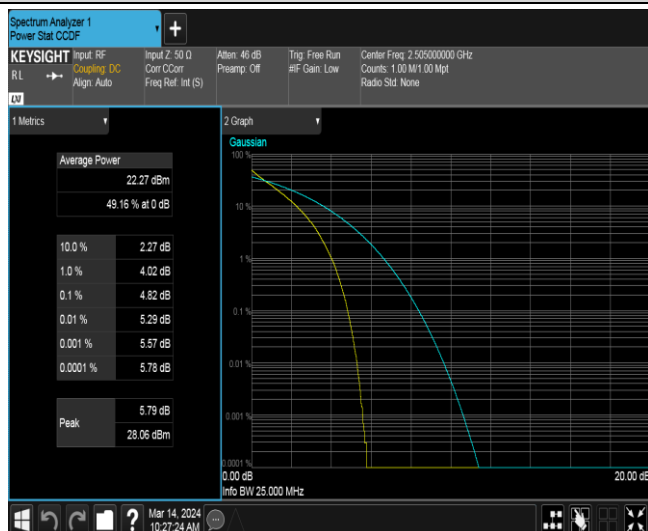 Spectrum Analyzer 1
Power Stat CCDF
+
KEYSIGHT
RL
LXI
Input: RF
Coupling: DC
Align: Auto
Input Z: 50 Ω
Corr CCorr
Freq Ref: Int (S)
Atten: 46 dB
Preamp: Off
Trig: Free Run
#IF Gain: Low
Center Freq: 2.505000000 GHz
Counts: 1.00 M/1.00 Mpt
Radio Std: None
1 Metrics
Average Power
22.27 dBm
49.16 % at 0 dB
10.0 % 2.27 dB
1.0 % 4.02 dB
0.1 % 4.82 dB
0.01 % 5.29 dB
0.001 % 5.57 dB
0.0001 % 5.78 dB
Peak
5.79 dB
28.06 dBm
2 Graph
Gaussian
100 %
10 %
1 %
0.1 %
0.01 %
0.001 %
0.0001 %
0.00 dB 20.00 dB
Info BW 25.000 MHz
?
Mar 14, 2024
10:27:24 AM